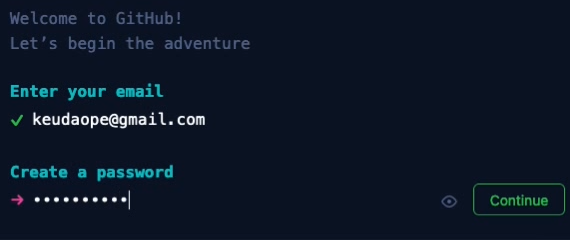 Welcome to GitHub!
Let’s begin the adventure
Enter your email
✓ keudaope@gmail.com
Create a password
→ ••••••••••
Continue